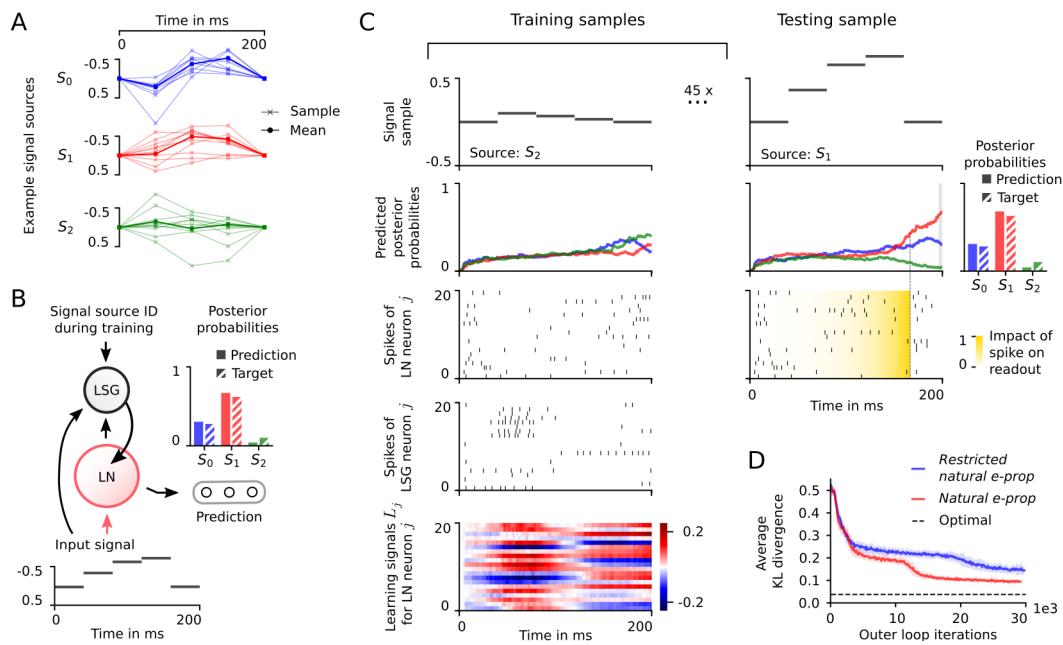 A
Time in ms
0
200
Example signal sources
S0
-0.5
0.5
S1
-0.5
0.5
S2
-0.5
0.5
Sample
Mean
B
Signal source ID
during training
LSG
LN
Input signal
Prediction
Posterior
probabilities
Prediction
Target
1
0
S0 S1 S2
-0.5
0.5
0
200
Time in ms
C
Training samples
Testing sample
Signal
sample
0.5
-0.5
Source: S2
45 x
...
Source: S1
Predicted
posterior
probabilities
1
0
Posterior
probabilities
Prediction
Target
S0 S1 S2
Spikes of
LN neuron j
20
0
0
200
Time in ms
1
0
Impact of
spike on
readout
Spikes of
LSG neuron j
20
0
Learning signals Lj
for LN neuron j
20
0
0
200
Time in ms
0.2
0
-0.2
D
Restricted
natural e-prop
Natural e-prop
Optimal
Average
KL divergence
0.5
0.4
0.3
0.2
0.1
0.0
0
10
20
30
1e3
Outer loop iterations